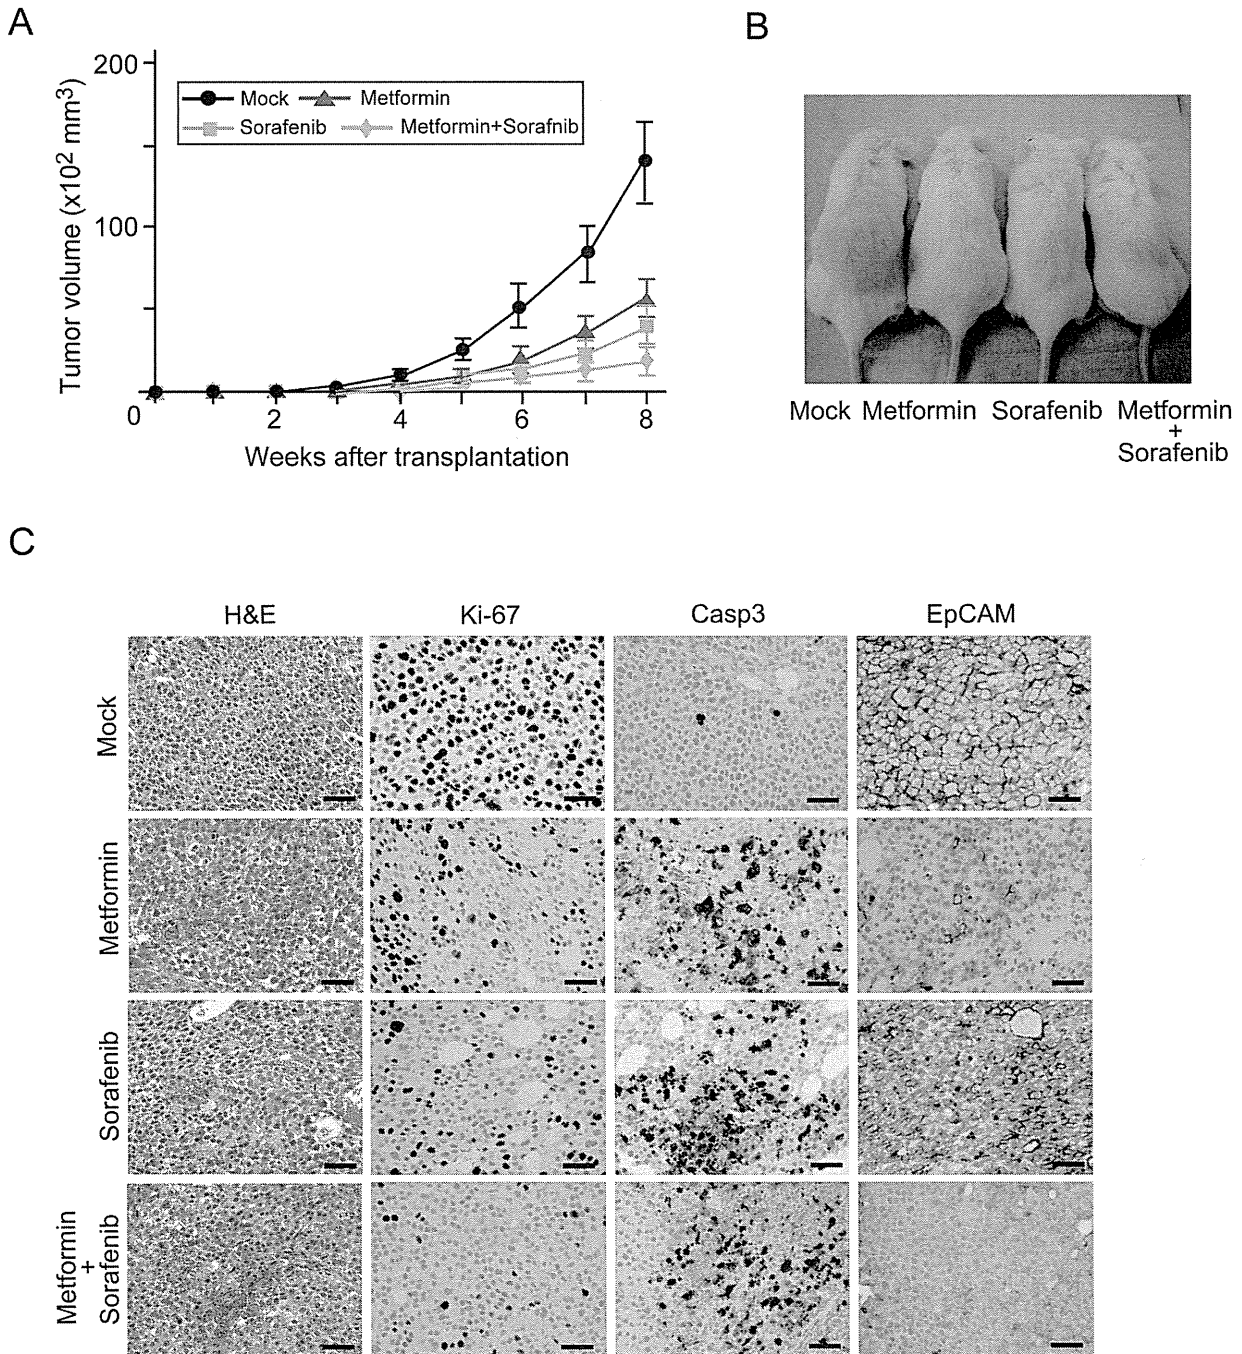 A
Tumor volume (x10² mm³)
200
100
0
2
4
6
8
Weeks after transplantation
Mock
Metformin
Sorafenib
Metformin+Sorafnib
B
Mock
Metformin
Sorafenib
Metformin
+
Sorafenib
C
H&E
Ki-67
Casp3
EpCAM
Mock
Metformin
Sorafenib
Metformin
+
Sorafenib